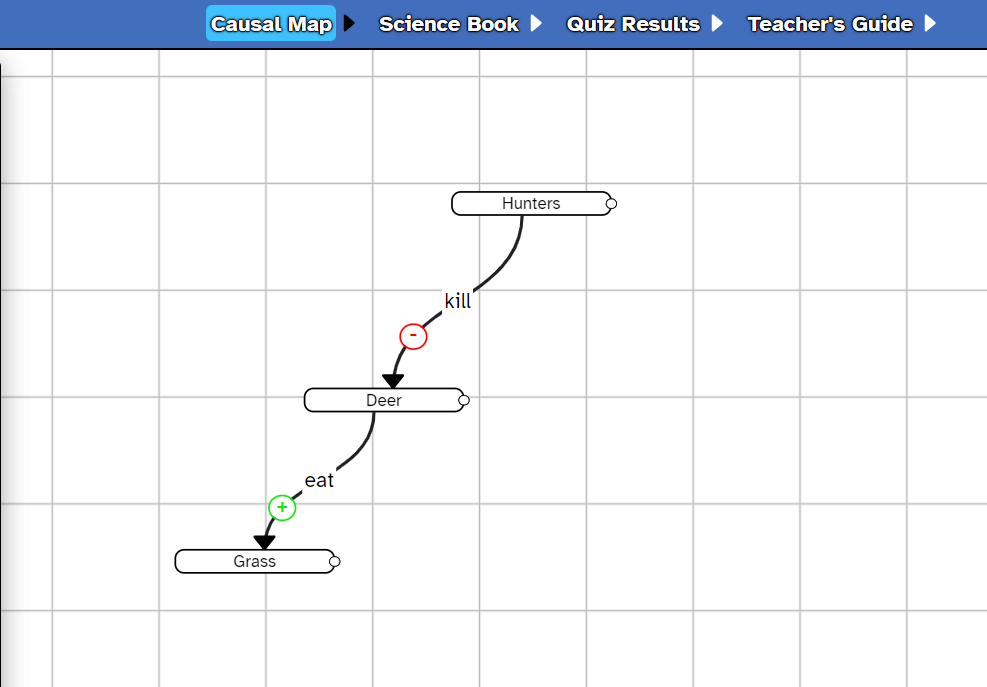 Causal Map Science Book Quiz Results Teacher's Guide
Hunters
kill
-
Deer
eat
+
Grass